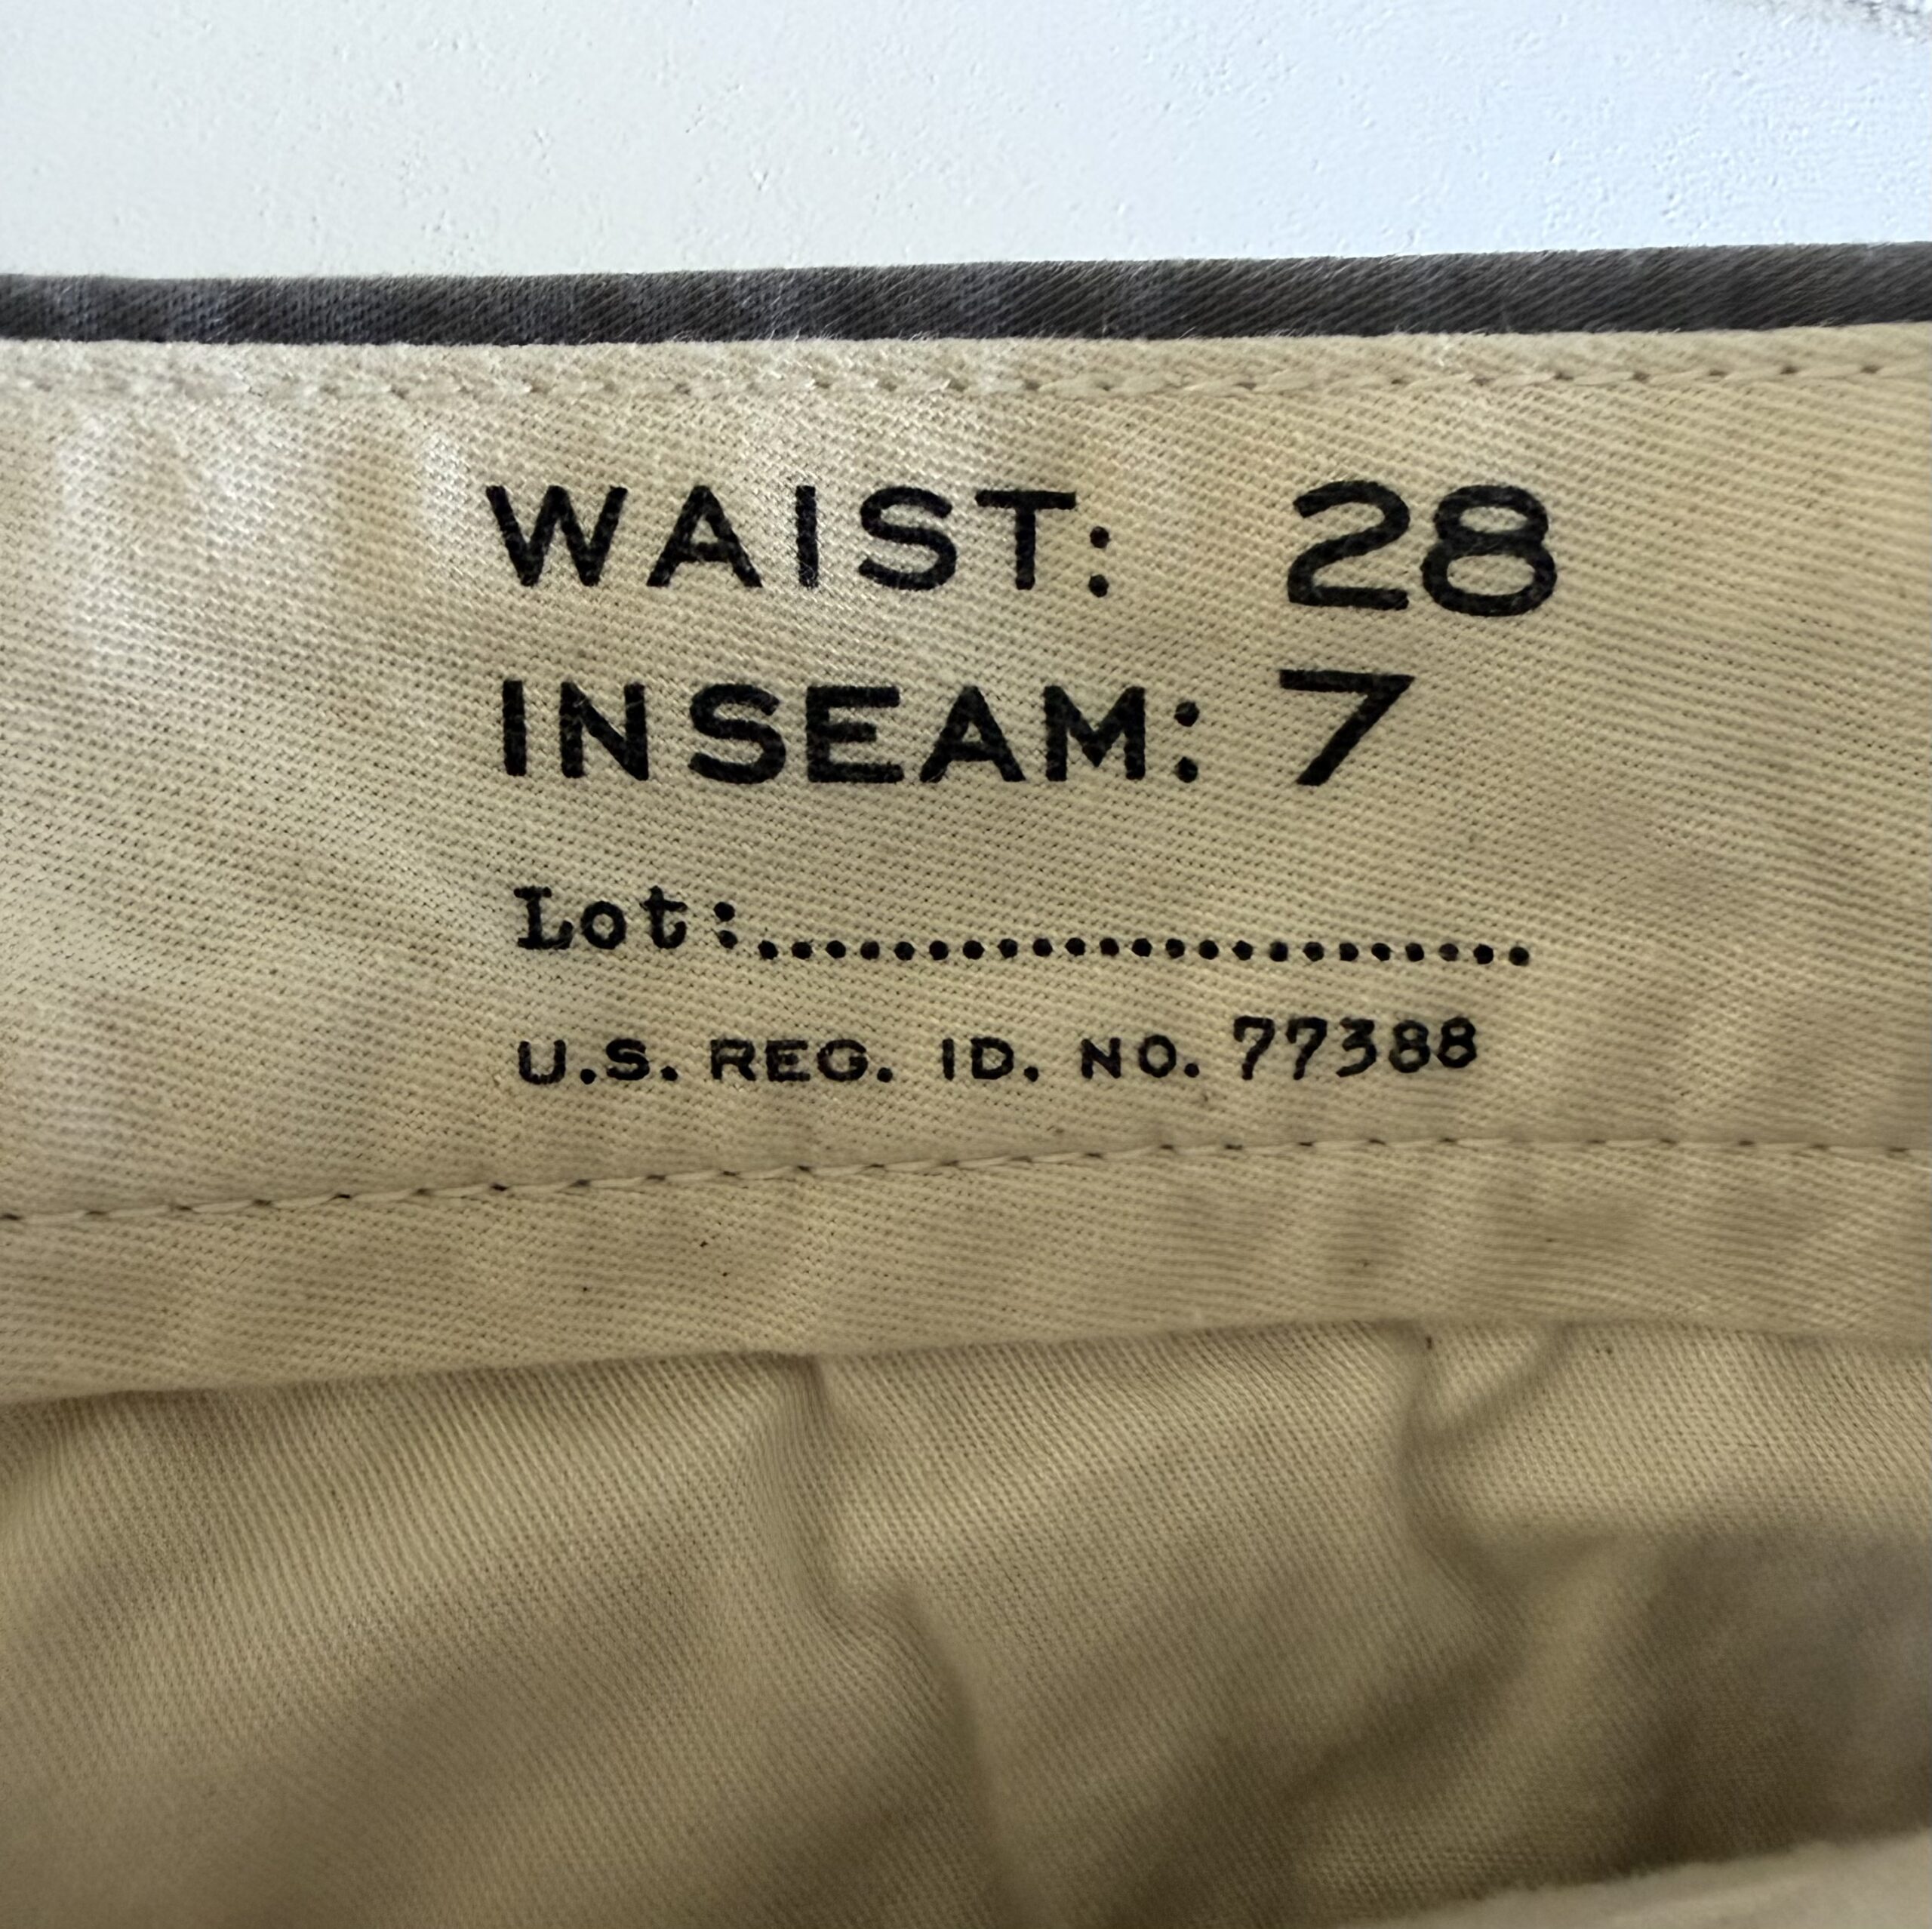 WAIST: 28
INSEAM: 7
Lot:.......................
U.S. REG. ID. NO. 77388